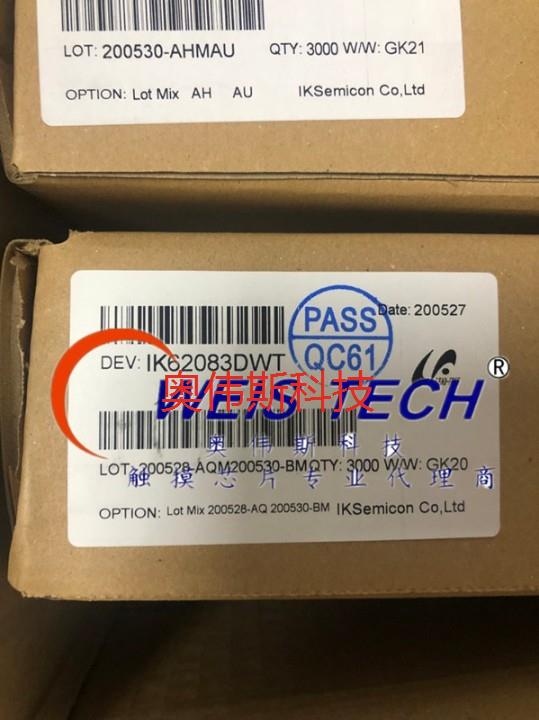 LOT: 200530-AHMAU QTY: 3000 W/W: GK21
OPTION: Lot Mix AH AU IKSemicon Co,Ltd
PASS
QC61
Date: 200527
DEV: IK62083DWT
奥伟斯科技
WEIS TECH ®
奥伟斯科技
LOT: 200528-AQM200530-BM QTY: 3000 W/W: GK20
触摸芯片专业代理商
OPTION: Lot Mix 200528-AQ 200530-BM IKSemicon Co,Ltd